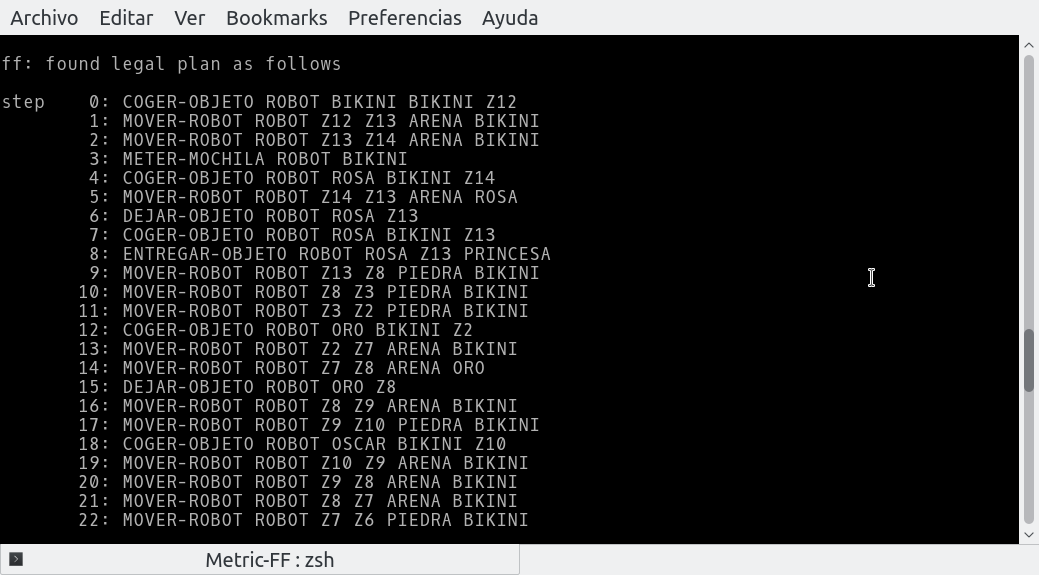 Archivo Editar Ver Bookmarks Preferencias Ayuda
ff: found legal plan as follows
step 0: COGER-OBJETO ROBOT BIKINI BIKINI Z12
1: MOVER-ROBOT ROBOT Z12 Z13 ARENA BIKINI
2: MOVER-ROBOT ROBOT Z13 Z14 ARENA BIKINI
3: METER-MOCHILA ROBOT BIKINI
4: COGER-OBJETO ROBOT ROSA BIKINI Z14
5: MOVER-ROBOT ROBOT Z14 Z13 ARENA ROSA
6: DEJAR-OBJETO ROBOT ROSA Z13
7: COGER-OBJETO ROBOT ROSA BIKINI Z13
8: ENTREGAR-OBJETO ROBOT ROSA Z13 PRINCESA
9: MOVER-ROBOT ROBOT Z13 Z8 PIEDRA BIKINI
10: MOVER-ROBOT ROBOT Z8 Z3 PIEDRA BIKINI
11: MOVER-ROBOT ROBOT Z3 Z2 PIEDRA BIKINI
12: COGER-OBJETO ROBOT ORO BIKINI Z2
13: MOVER-ROBOT ROBOT Z2 Z7 ARENA BIKINI
14: MOVER-ROBOT ROBOT Z7 Z8 ARENA ORO
15: DEJAR-OBJETO ROBOT ORO Z8
16: MOVER-ROBOT ROBOT Z8 Z9 ARENA BIKINI
17: MOVER-ROBOT ROBOT Z9 Z10 PIEDRA BIKINI
18: COGER-OBJETO ROBOT OSCAR BIKINI Z10
19: MOVER-ROBOT ROBOT Z10 Z9 ARENA BIKINI
20: MOVER-ROBOT ROBOT Z9 Z8 ARENA BIKINI
21: MOVER-ROBOT ROBOT Z8 Z7 ARENA BIKINI
22: MOVER-ROBOT ROBOT Z7 Z6 PIEDRA BIKINI
Metric-FF : zsh